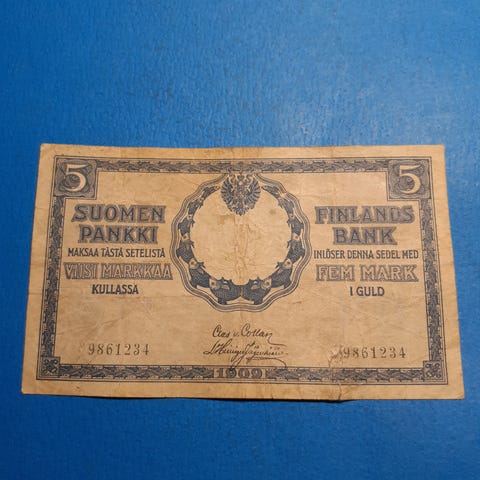 5
5
SUOMEN
PANKKI
MAKSAA TÄSTÄ SETELISTÄ
VIISI MARKKAA
KULLASSA
FINLANDS
BANK
INLÖSER DENNA SEDEL MED
FEM MARK
I GULD
9861234
9861234
1909